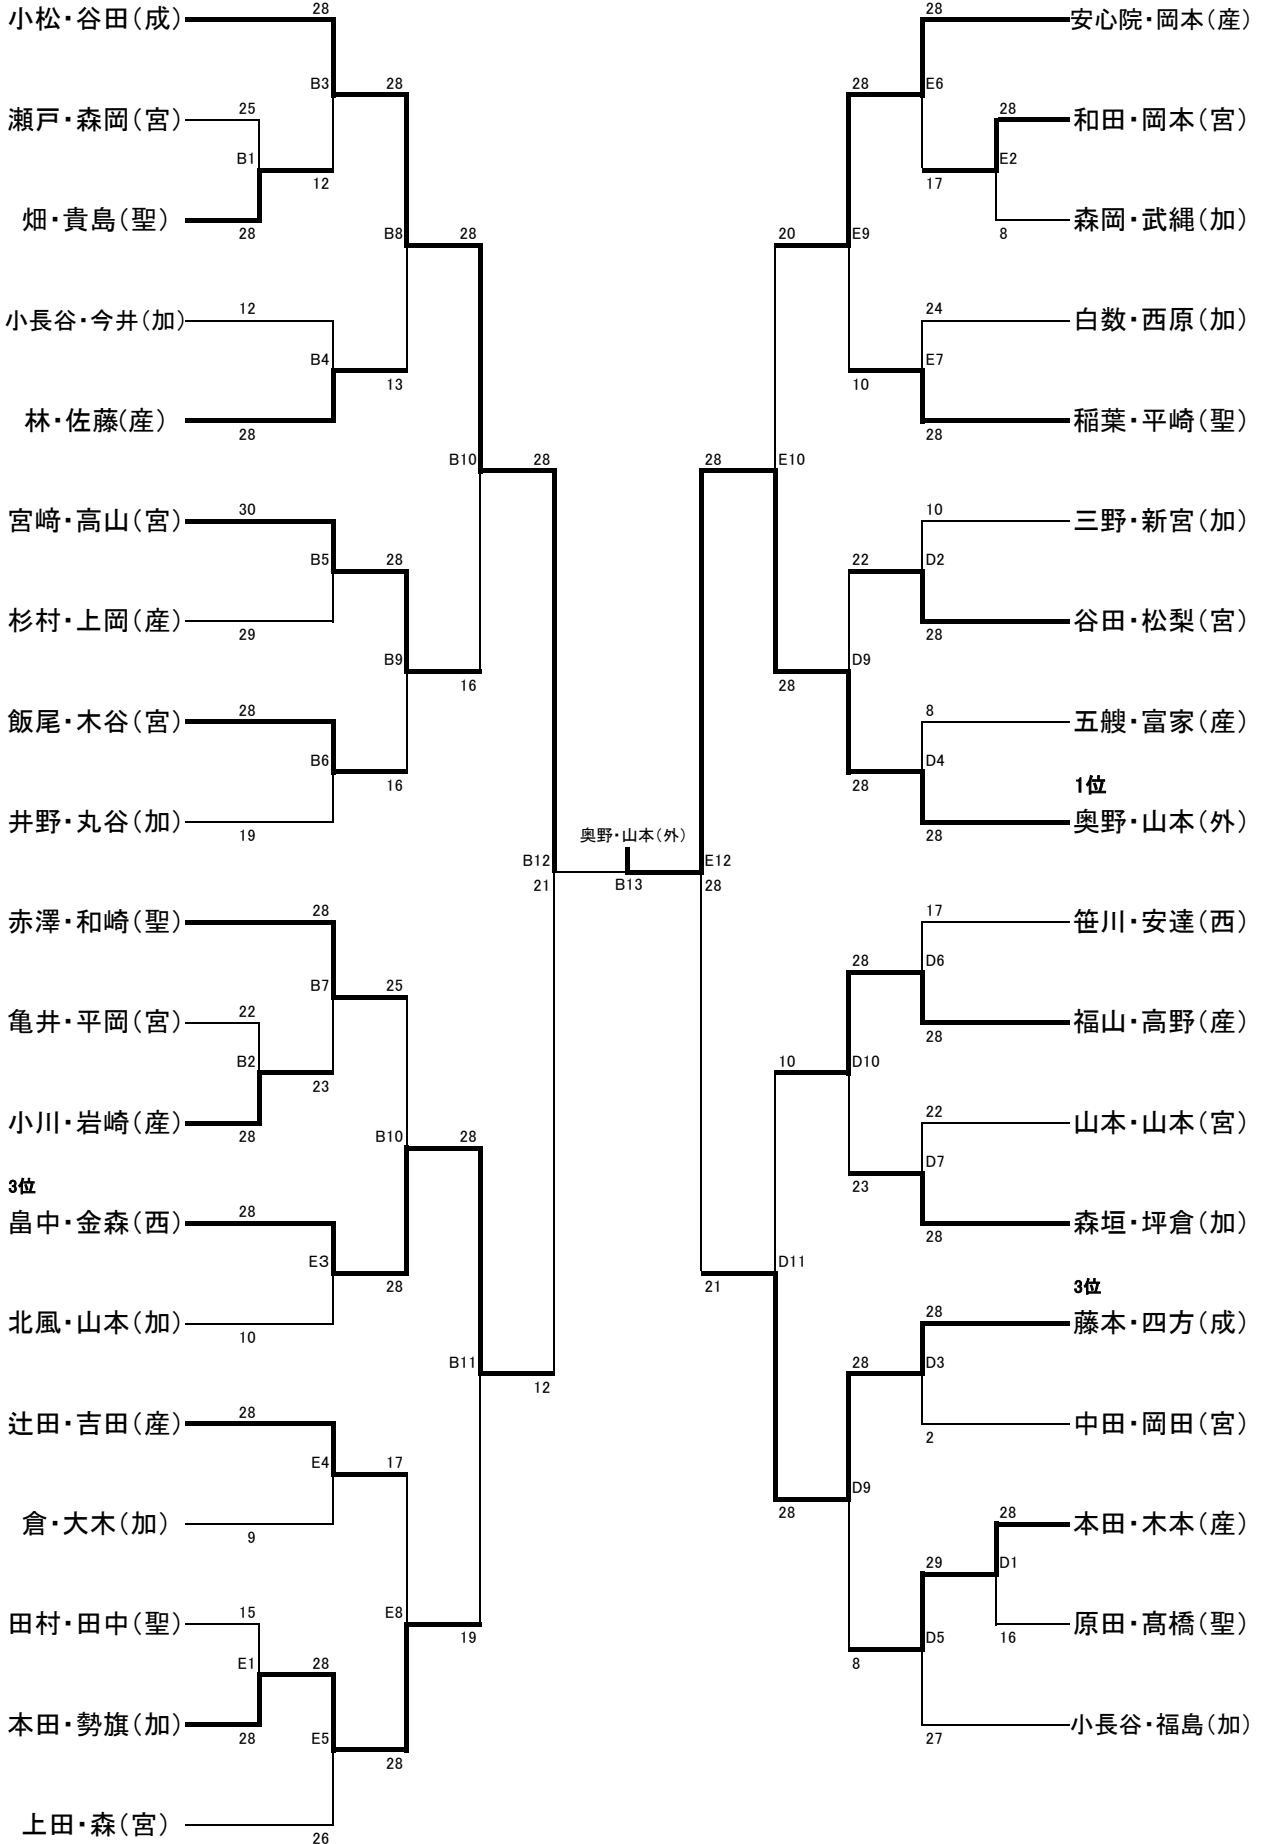 小松・谷田(成)
28
B3
28
瀬戸・森岡(宮)
25
B1
12
畑・貴島(聖)
28
B8
28
小長谷・今井(加)
12
B4
13
林・佐藤(産)
28
B10
28
宮﨑・高山(宮)
30
B5
28
杉村・上岡(産)
29
B9
16
飯尾・木谷(宮)
28
B6
16
井野・丸谷(加)
19
B12
21
赤澤・和崎(聖)
28
B7
25
亀井・平岡(宮)
22
B2
23
小川・岩崎(産)
28
B10
28
3位
畠中・金森(西)
28
E3
28
北風・山本(加)
10
B11
12
辻田・吉田(産)
28
E4
17
倉・大木(加)
9
田村・田中(聖)
15
E8
19
E1
28
本田・勢旗(加)
28
E5
28
上田・森(宮)
26
奥野・山本(外)
B13
28
安心院・岡本(産)
28
E6
28
和田・岡本(宮)
E2
17
森岡・武縄(加)
8
20
E9
24
白数・西原(加)
E7
10
稲葉・平崎(聖)
28
28
E10
10
三野・新宮(加)
22
D2
谷田・松梨(宮)
28
D9
28
8
五艘・富家(産)
D4
28
1位
奥野・山本(外)
28
E12
28
17
笹川・安達(西)
28
D6
福山・高野(産)
28
10
D10
22
山本・山本(宮)
D7
23
森垣・坪倉(加)
28
D11
21
3位
28
藤本・四方(成)
28
D3
中田・岡田(宮)
2
D9
28
28
本田・木本(産)
29
D1
原田・髙橋(聖)
16
D5
8
小長谷・福島(加)
27